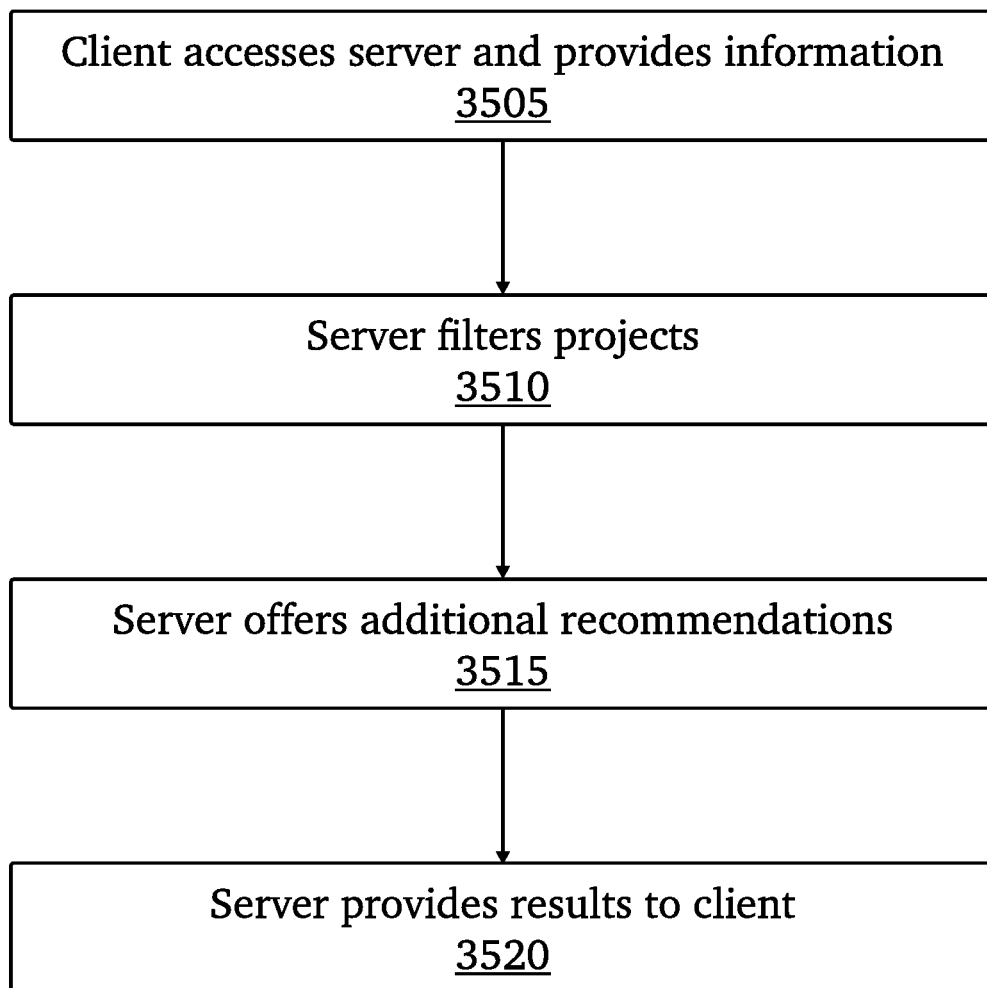 Client accesses server and provides information
3505
Server filters projects
3510
Server offers additional recommendations
3515
Server provides results to client
3520